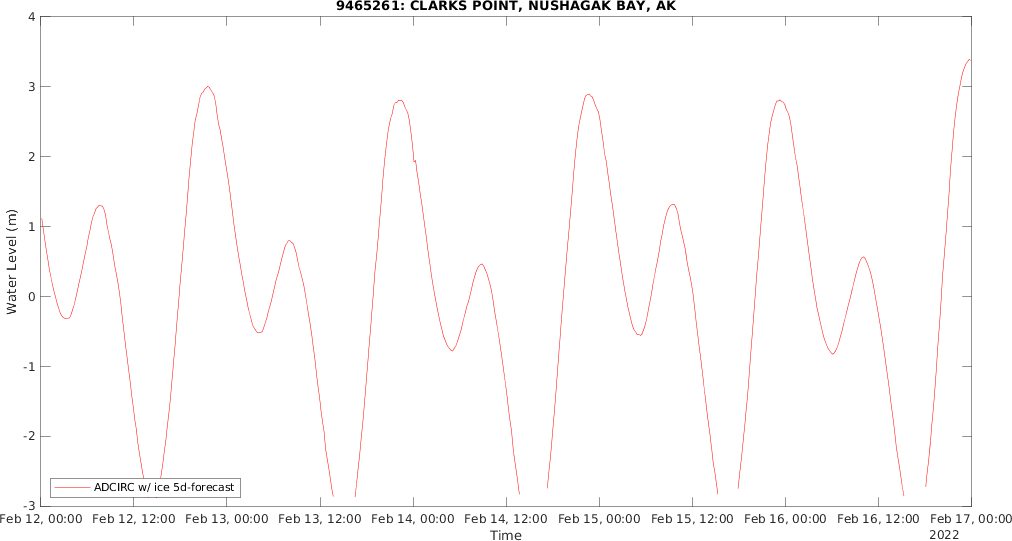 9465261: CLARKS POINT, NUSHAGAK BAY, AK
4
3
2
1
0
-1
-2
-3
Water Level (m)
ADCIRC w/ ice 5d-forecast
Feb 12, 00:00 Feb 12, 12:00 Feb 13, 00:00 Feb 13, 12:00 Feb 14, 00:00 Feb 14, 12:00 Feb 15, 00:00 Feb 15, 12:00 Feb 16, 00:00 Feb 16, 12:00 Feb 17, 00:00
Time
2022